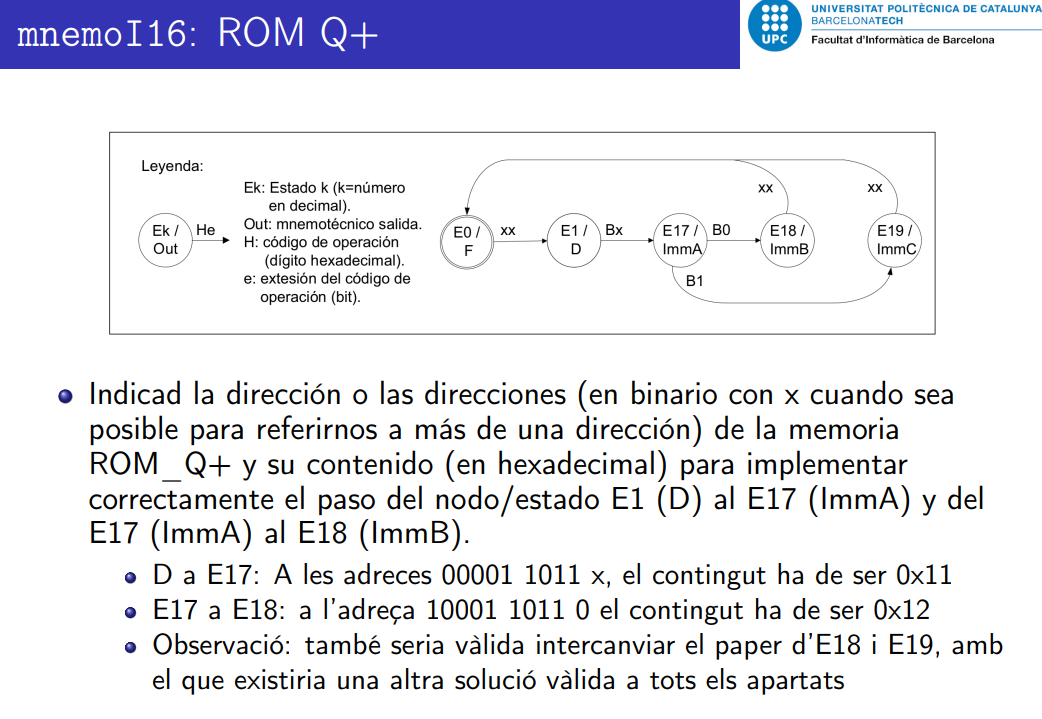 mnemoI16: ROM Q+
UNIVERSITAT POLITÈCNICA DE CATALUNYA
BARCELONATECH
Facultat d'Informàtica de Barcelona
UPC
Leyenda:
Ek / Out
He
Ek: Estado k (k=número
en decimal).
Out: mnemotécnico salida.
H: código de operación
(dígito hexadecimal).
e: extesión del código de
operación (bit).
E0 / F
xx
E1 / D
Bx
E17 / ImmA
B0
E18 / ImmB
xx
E19 / ImmC
xx
B1
Indicad la dirección o las direcciones (en binario con x cuando sea
posible para referirnos a más de una dirección) de la memoria
ROM_Q+ y su contenido (en hexadecimal) para implementar
correctamente el paso del nodo/estado E1 (D) al E17 (ImmA) y del
E17 (ImmA) al E18 (ImmB).
D a E17: A les adreces 00001 1011 x, el contingut ha de ser 0x11
E17 a E18: a l'adreça 10001 1011 0 el contingut ha de ser 0x12
Observació: també seria vàlida intercanviar el paper d'E18 i E19, amb
el que existiria una altra solució vàlida a tots els apartats